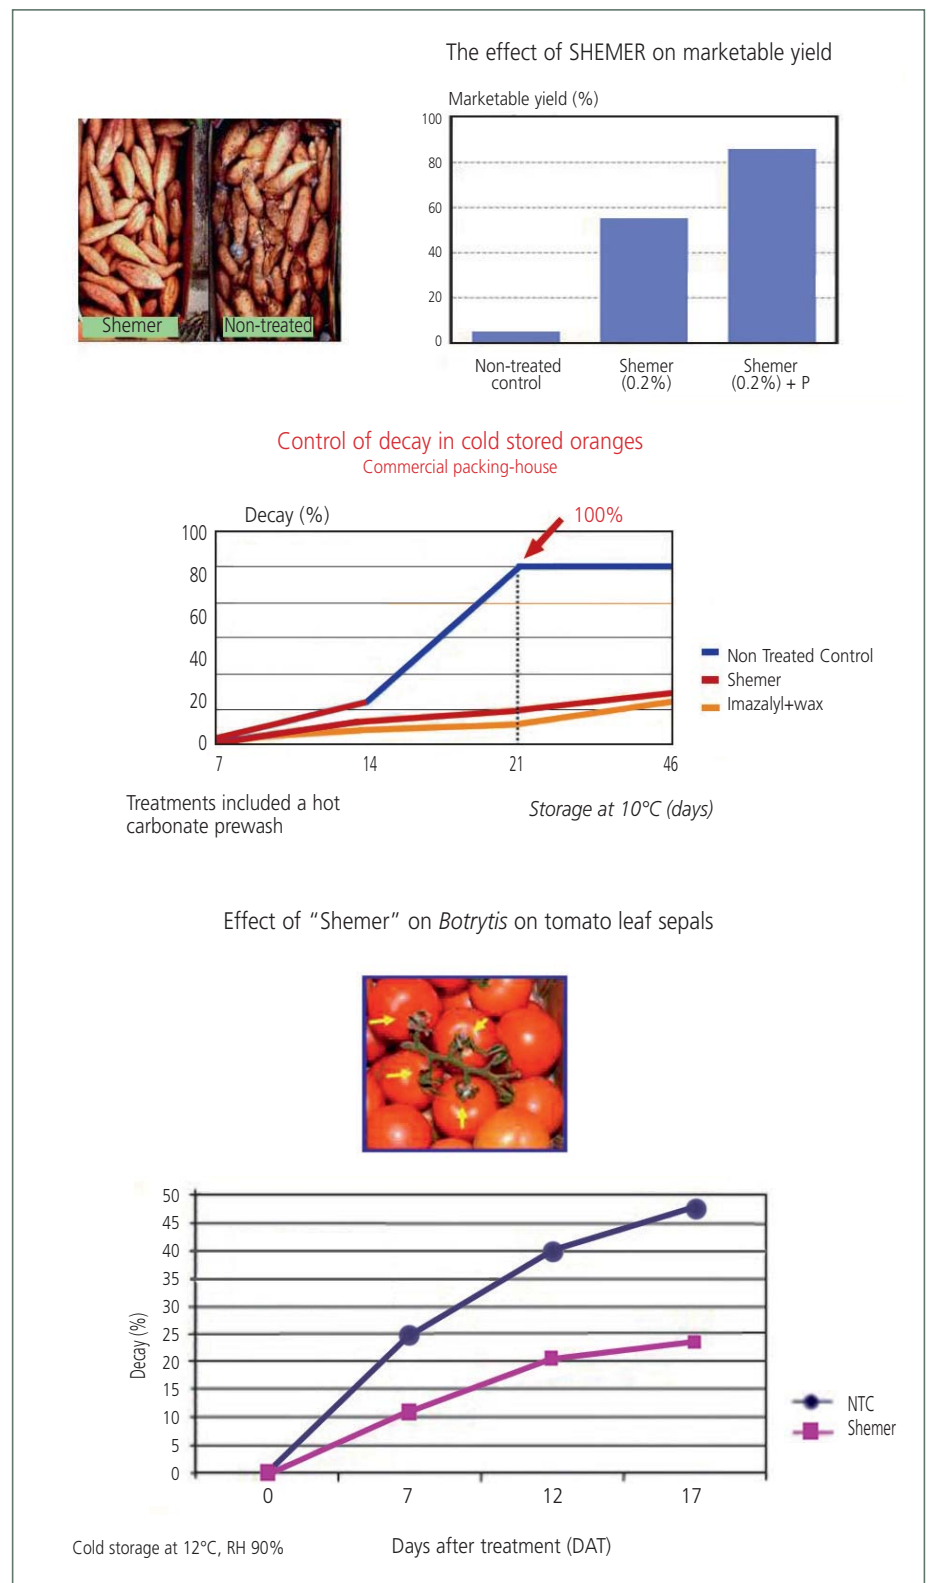 The effect of SHEMER on marketable yield
Marketable yield (%)
100
80
60
40
20
0
Non-treated
control
Shemer
(0.2%)
Shemer
(0.2%) + P
Shemer
Non-treated
Control of decay in cold stored oranges
Commercial packing-house
Decay (%)
100%
100
80
60
40
20
0
7
14
21
46
Non Treated Control
Shemer
Imazalyl+wax
Treatments included a hot
carbonate prewash
Storage at 10°C (days)
Effect of “Shemer” on Botrytis on tomato leaf sepals
50
45
40
35
30
25
20
15
10
5
0
Decay (%)
0
7
12
17
NTC
Shemer
Cold storage at 12°C, RH 90%
Days after treatment (DAT)